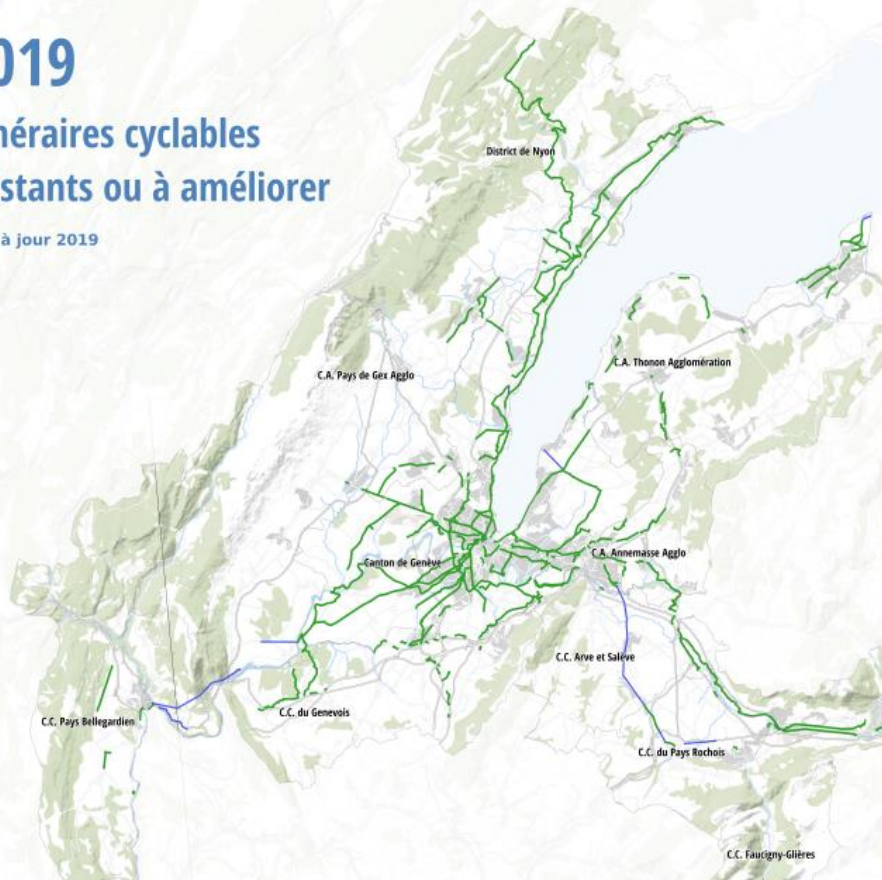 019
néraires cyclables
stants ou à améliorer
à jour 2019
District de Nyon
C.A. Pays de Gex Agglo
C.A. Thonon Agglomération
Canton de Genève
C.A. Annemasse Agglo
C.C. Arve et Salève
C.C. Pays Bellegardien
C.C. du Genevois
C.C. du Pays Rochois
C.C. Faucigny-Glières